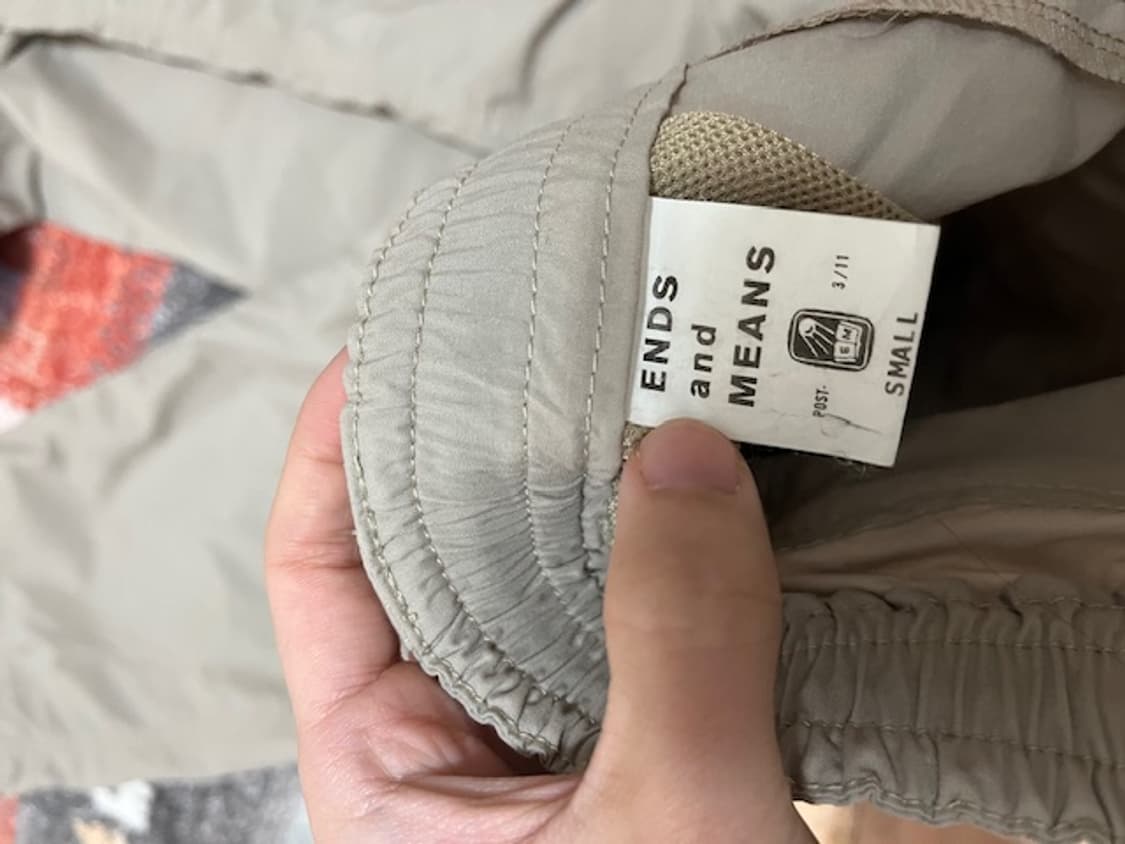 ENDS
and
MEANS
POST- 3/11
E M
SMALL